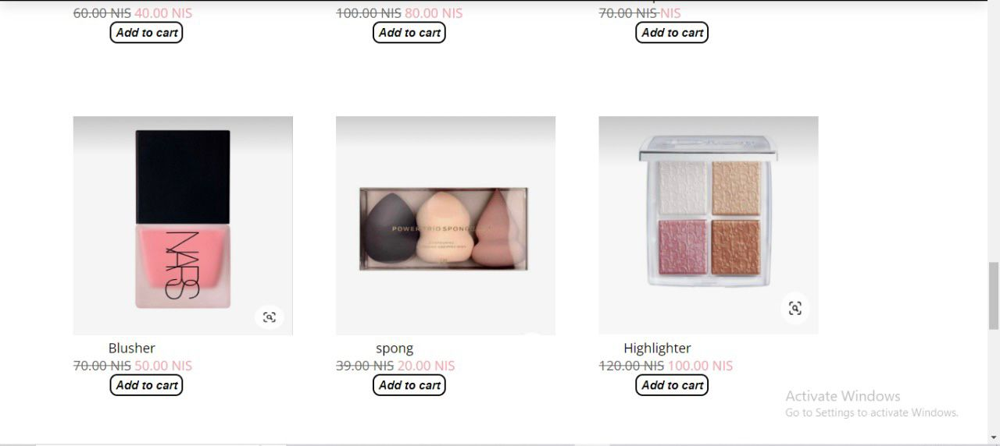 60.00 NIS 40.00 NIS
100.00 NIS 80.00 NIS
70.00 NIS NIS
Add to cart
Add to cart
Add to cart
NARS
POWER TRIO SPONG
Dior
Blusher
spong
Highlighter
70.00 NIS 50.00 NIS
39.00 NIS 20.00 NIS
120.00 NIS 100.00 NIS
Add to cart
Add to cart
Add to cart
Activate Windows
Go to Settings to activate Windows.